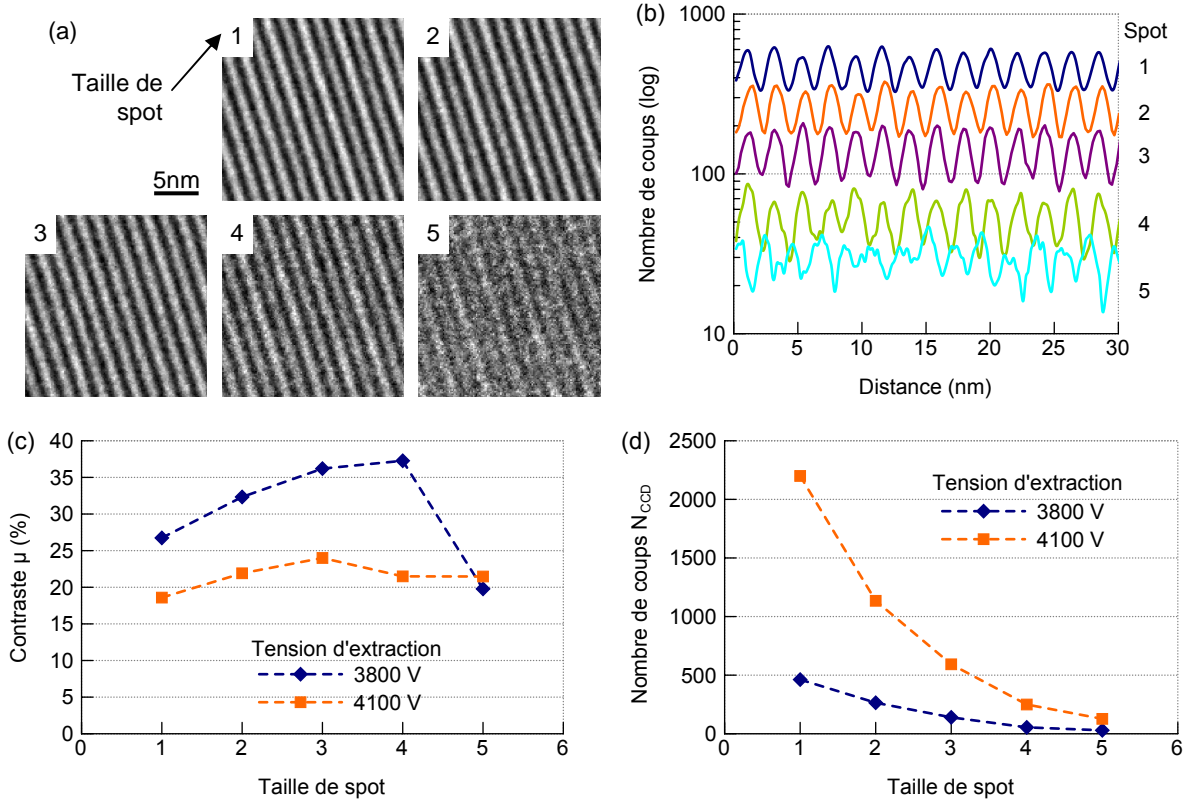 (a)
Taille de
spot
1
2
5nm
3
4
5
(b)
Nombre de coups (log)
1000
100
10
0
5
10
15
20
25
30
Distance (nm)
Spot
1
2
3
4
5
(c)
Contraste µ (%)
40
35
30
25
20
15
10
5
0
0
1
2
3
4
5
6
Taille de spot
Tension d'extraction
3800 V
4100 V
(d)
Nombre de coups N_CCD
2500
2000
1500
1000
500
0
0
1
2
3
4
5
6
Taille de spot
Tension d'extraction
3800 V
4100 V